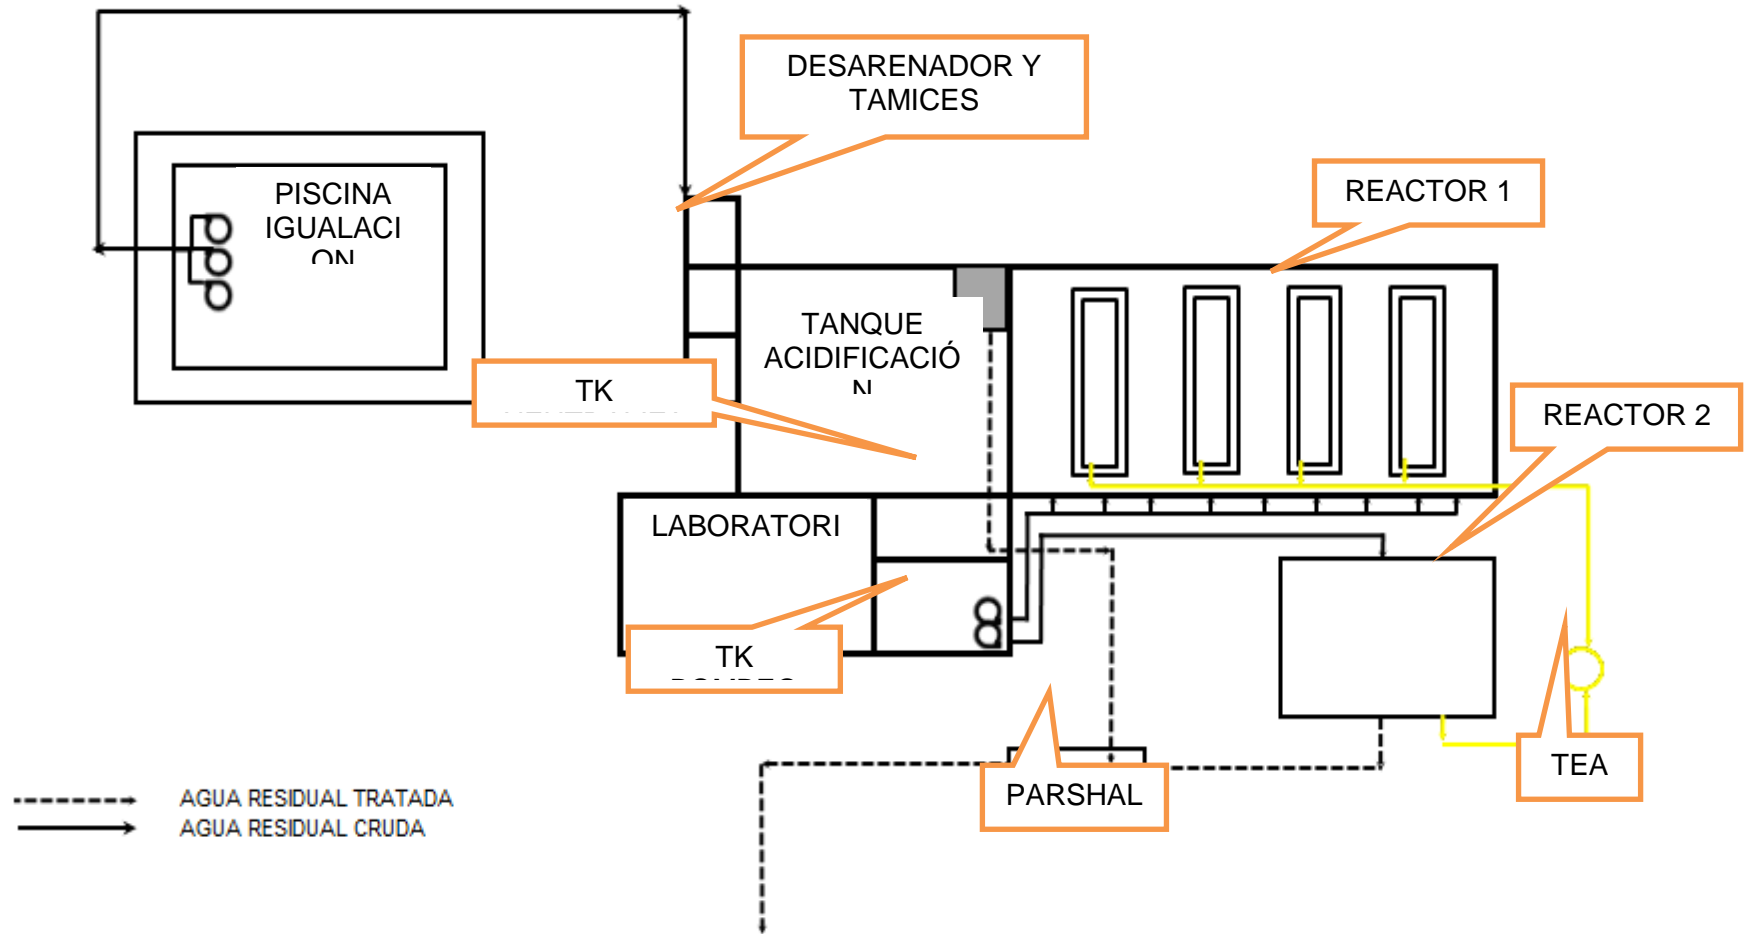 DESARENADOR Y
TAMICES
REACTOR 1
PISCINA
IGUALACI
ON
TANQUE
ACIDIFICACIÓ
N
TK
REACTOR 2
LABORATORI
TK
TEA
PARSHAL
AGUA RESIDUAL TRATADA
AGUA RESIDUAL CRUDA